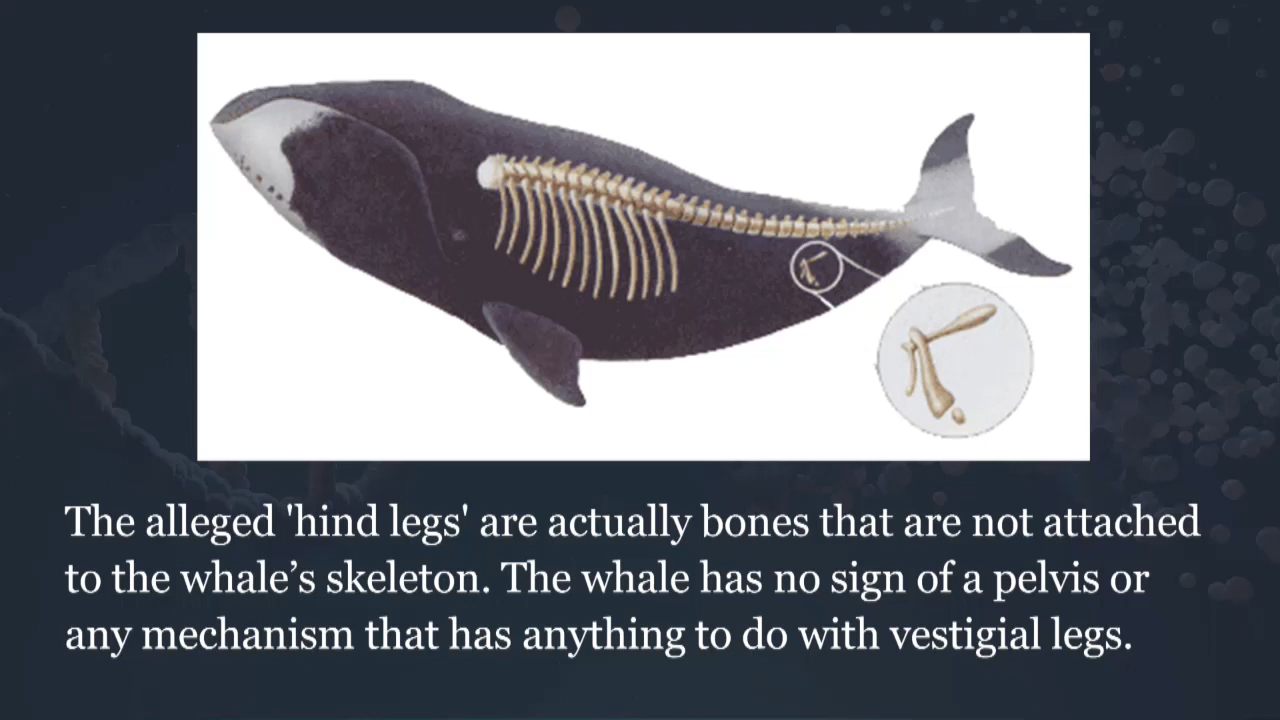 The alleged 'hind legs' are actually bones that are not attached
to the whale’s skeleton. The whale has no sign of a pelvis or
any mechanism that has anything to do with vestigial legs.